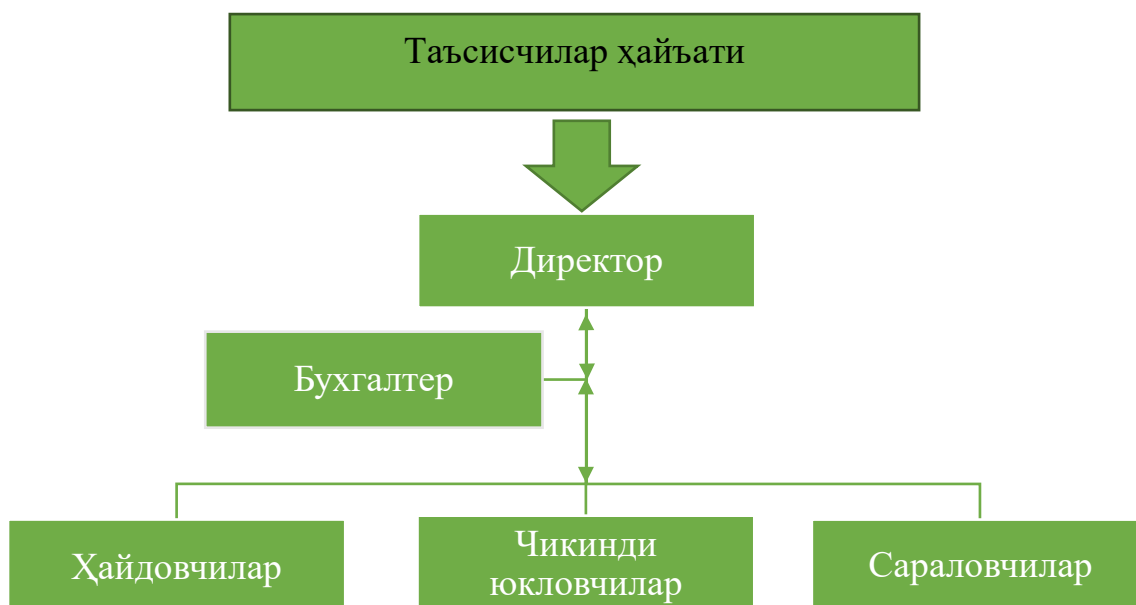 Таъсисчилар ҳайъати
Директор
Бухгалтер
Ҳайдовчилар
Чикинди
юкловчилар
Сараловчилар